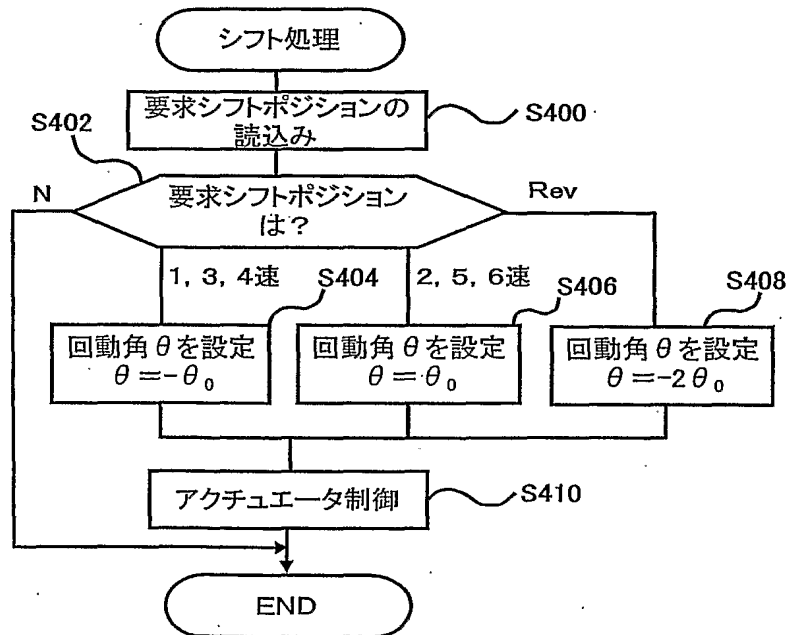 シフト処理
要求シフトポジションの
読込み
S400
S402
要求シフトポジション
は？
N
Rev
1, 3, 4速
S404
2, 5, 6速
S406
S408
回動角θを設定
θ=-θ₀
回動角θを設定
θ=θ₀
回動角θを設定
θ=-2θ₀
アクチュエータ制御
S410
END